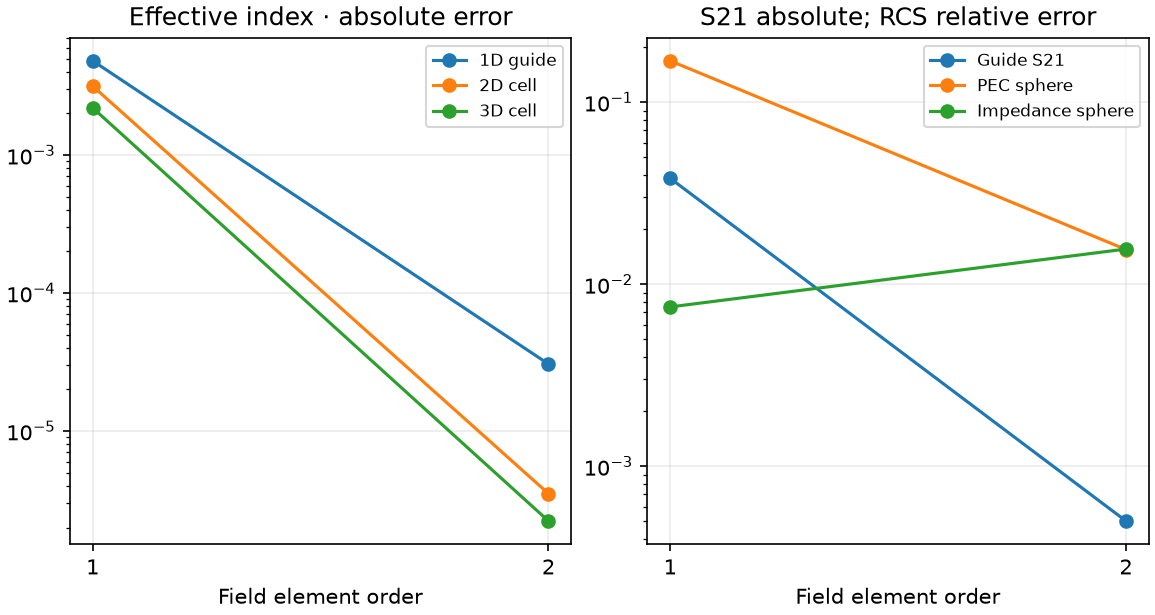 Effective index · absolute error
1D guide
2D cell
3D cell
10⁻³
10⁻⁴
10⁻⁵
1
2
Field element order
S21 absolute; RCS relative error
Guide S21
PEC sphere
Impedance sphere
10⁻¹
10⁻²
10⁻³
1
2
Field element order